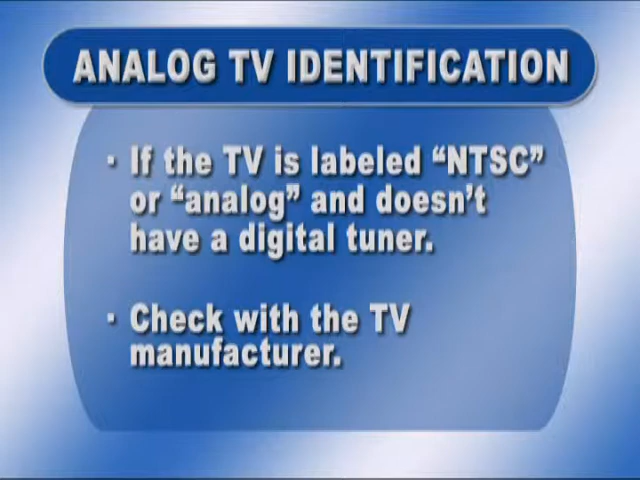 ANALOG TV IDENTIFICATION
· If the TV is labeled “NTSC”
or “analog” and doesn’t
have a digital tuner.
· Check with the TV
manufacturer.